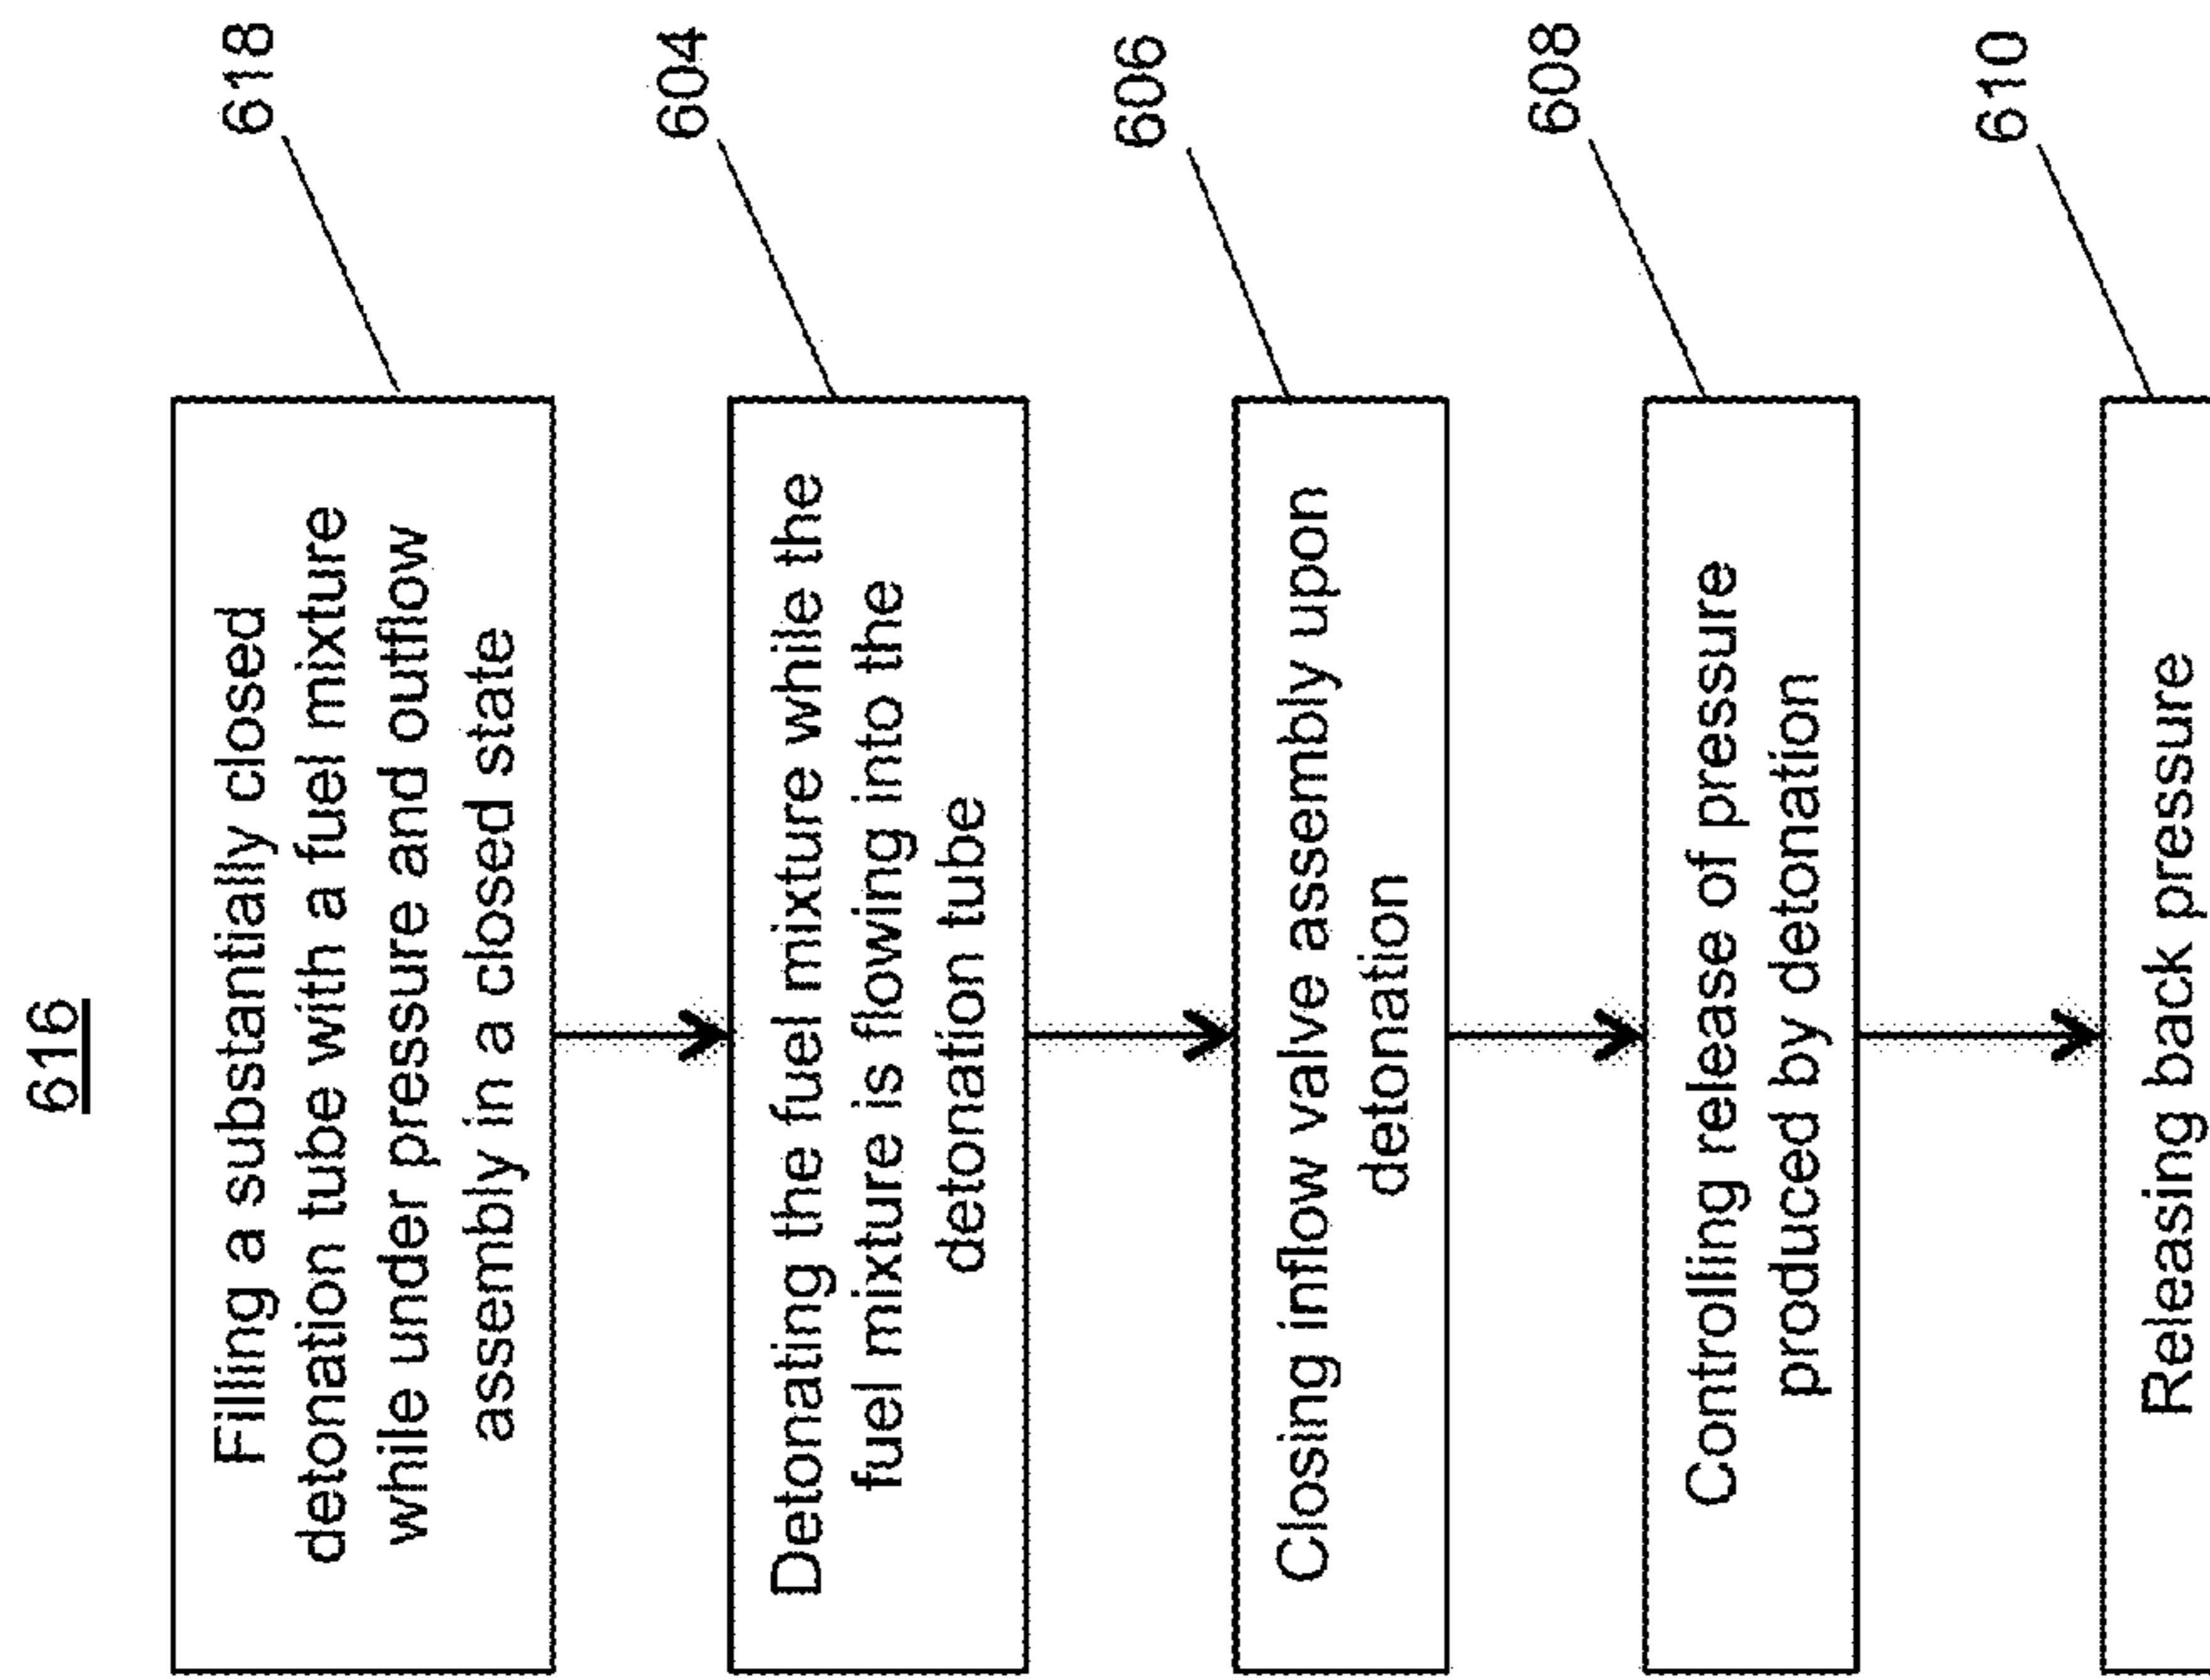 616
Filling a substantially closed
detonation tube with a fuel mixture
while under pressure and outflow
assembly in a closed state
618
Detonating the fuel mixture while the
fuel mixture is flowing into the
detonation tube
604
Closing inflow valve assembly upon
detonation
606
Controlling release of pressure
produced by detonation
608
Releasing back pressure
610